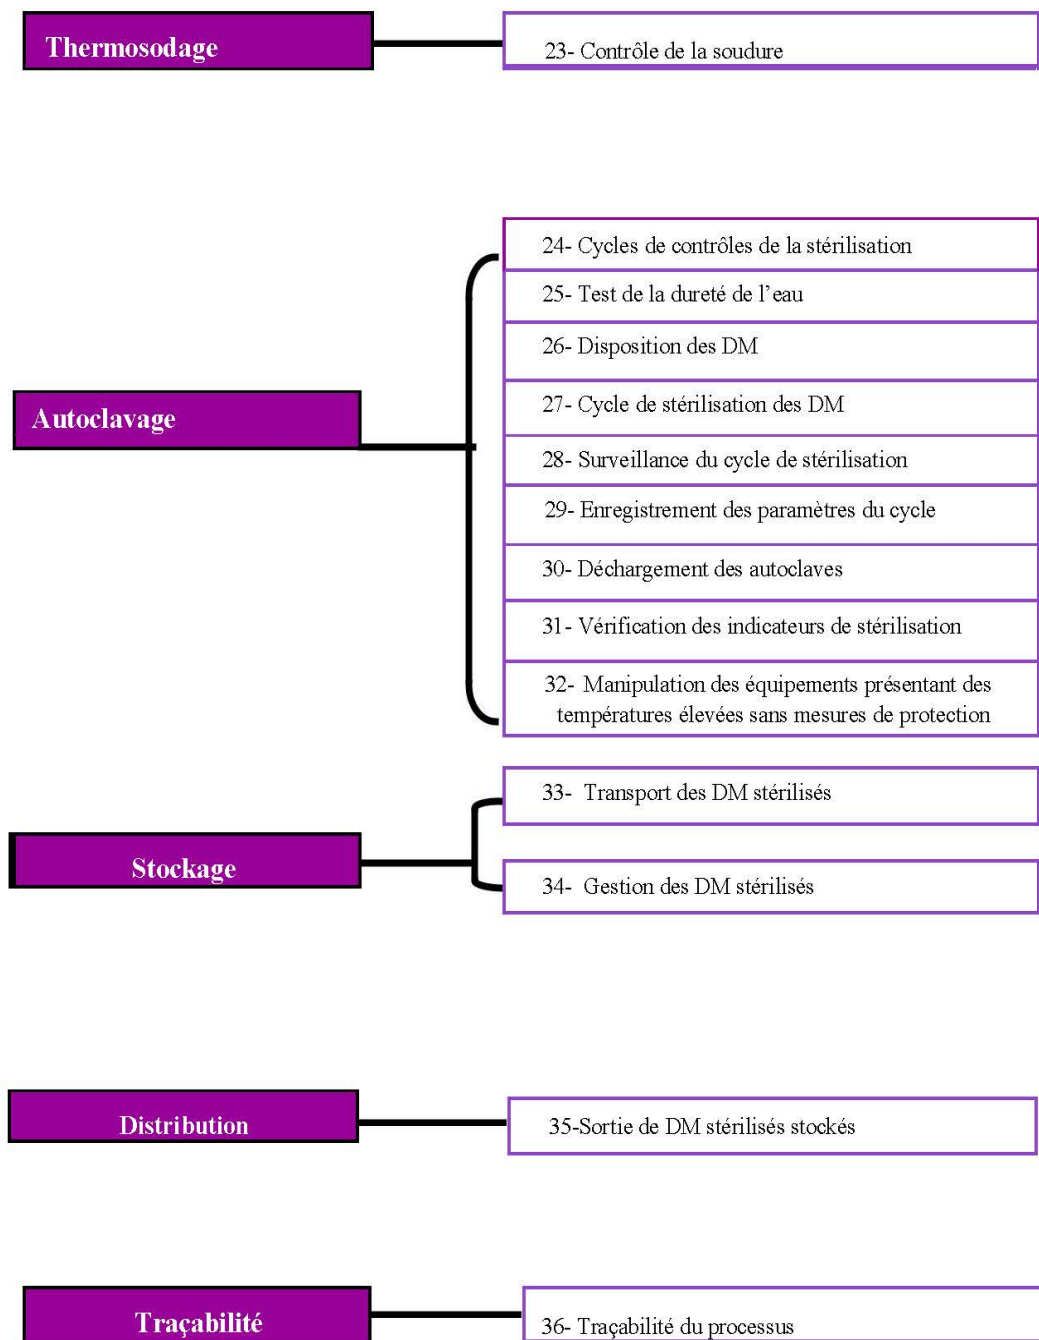 Thermosodage
23- Contrôle de la soudure
24- Cycles de contrôles de la stérilisation
25- Test de la dureté de l’eau
26- Disposition des DM
Autoclavage
27- Cycle de stérilisation des DM
28- Surveillance du cycle de stérilisation
29- Enregistrement des paramètres du cycle
30- Déchargement des autoclaves
31- Vérification des indicateurs de stérilisation
32- Manipulation des équipements présentant des
températures élevées sans mesures de protection
33- Transport des DM stérilisés
Stockage
34- Gestion des DM stérilisés
Distribution
35-Sortie de DM stérilisés stockés
Traçabilité
36- Traçabilité du processus